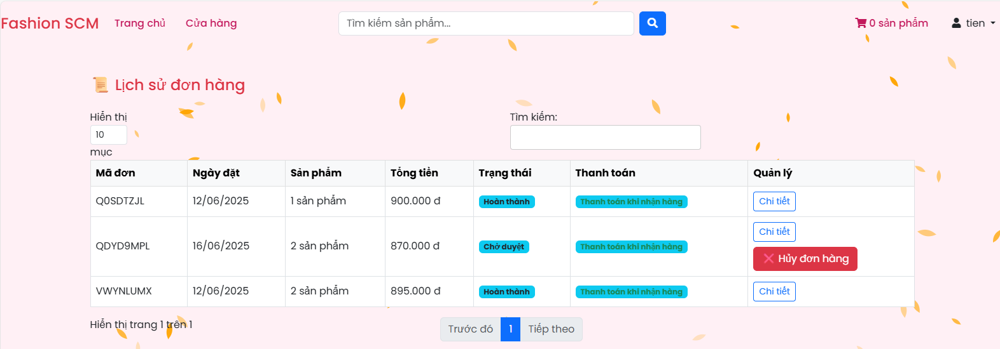 Fashion SCM Trang chủ Cửa hàng Tìm kiếm sản phẩm... 0 sản phẩm tien
Lịch sử đơn hàng
Hiển thị Tìm kiếm:
10
mục
Mã đơn Ngày đặt Sản phẩm Tổng tiền Trạng thái Thanh toán Quản lý
Q0SDTZJL 12/06/2025 1 sản phẩm 900.000 đ Hoàn thành Thanh toán khi nhận hàng Chi tiết
QDYD9MPL 16/06/2025 2 sản phẩm 870.000 đ Chờ duyệt Thanh toán khi nhận hàng Chi tiết
Hủy đơn hàng
VWYNLUMX 12/06/2025 2 sản phẩm 895.000 đ Hoàn thành Thanh toán khi nhận hàng Chi tiết
Hiển thị trang 1 trên 1 Trước đó 1 Tiếp theo